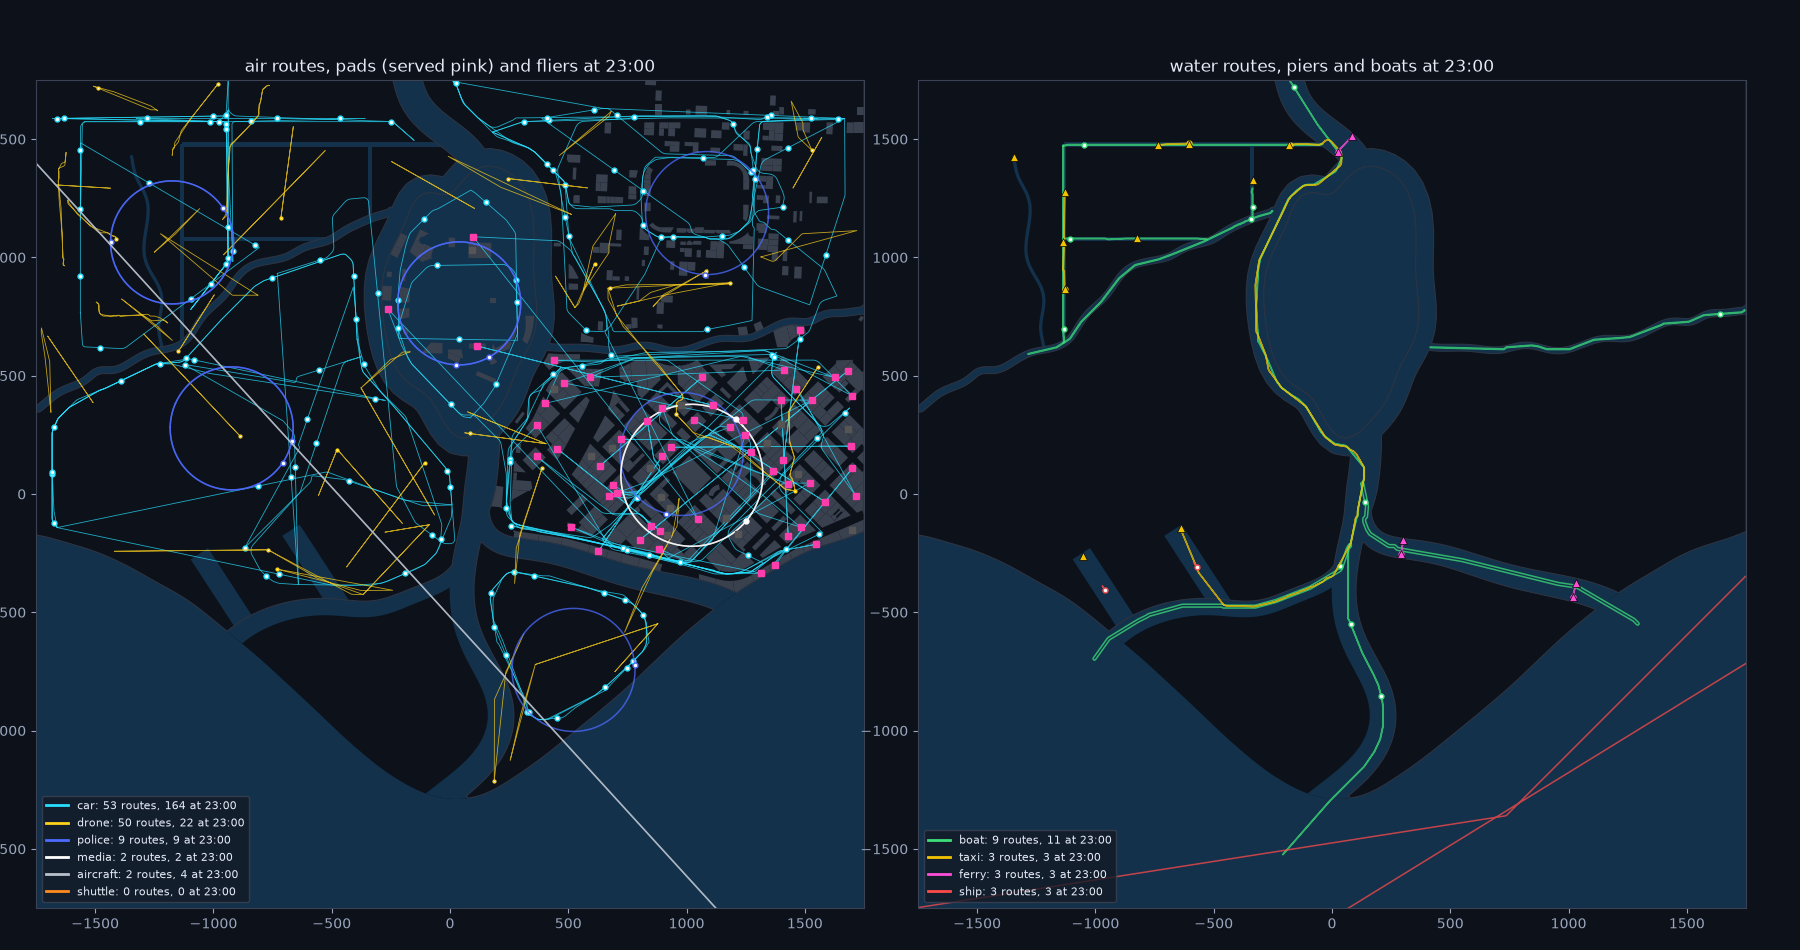 air routes, pads (served pink) and fliers at 23:00
water routes, piers and boats at 23:00
500
000
500
0
500
000
500
−1500
−1000
−500
0
500
1000
1500
car: 53 routes, 164 at 23:00
drone: 50 routes, 22 at 23:00
police: 9 routes, 9 at 23:00
media: 2 routes, 2 at 23:00
aircraft: 2 routes, 4 at 23:00
shuttle: 0 routes, 0 at 23:00
1500
1000
500
0
−500
−1000
−1500
−1500
−1000
−500
0
500
1000
1500
boat: 9 routes, 11 at 23:00
taxi: 3 routes, 3 at 23:00
ferry: 3 routes, 3 at 23:00
ship: 3 routes, 3 at 23:00